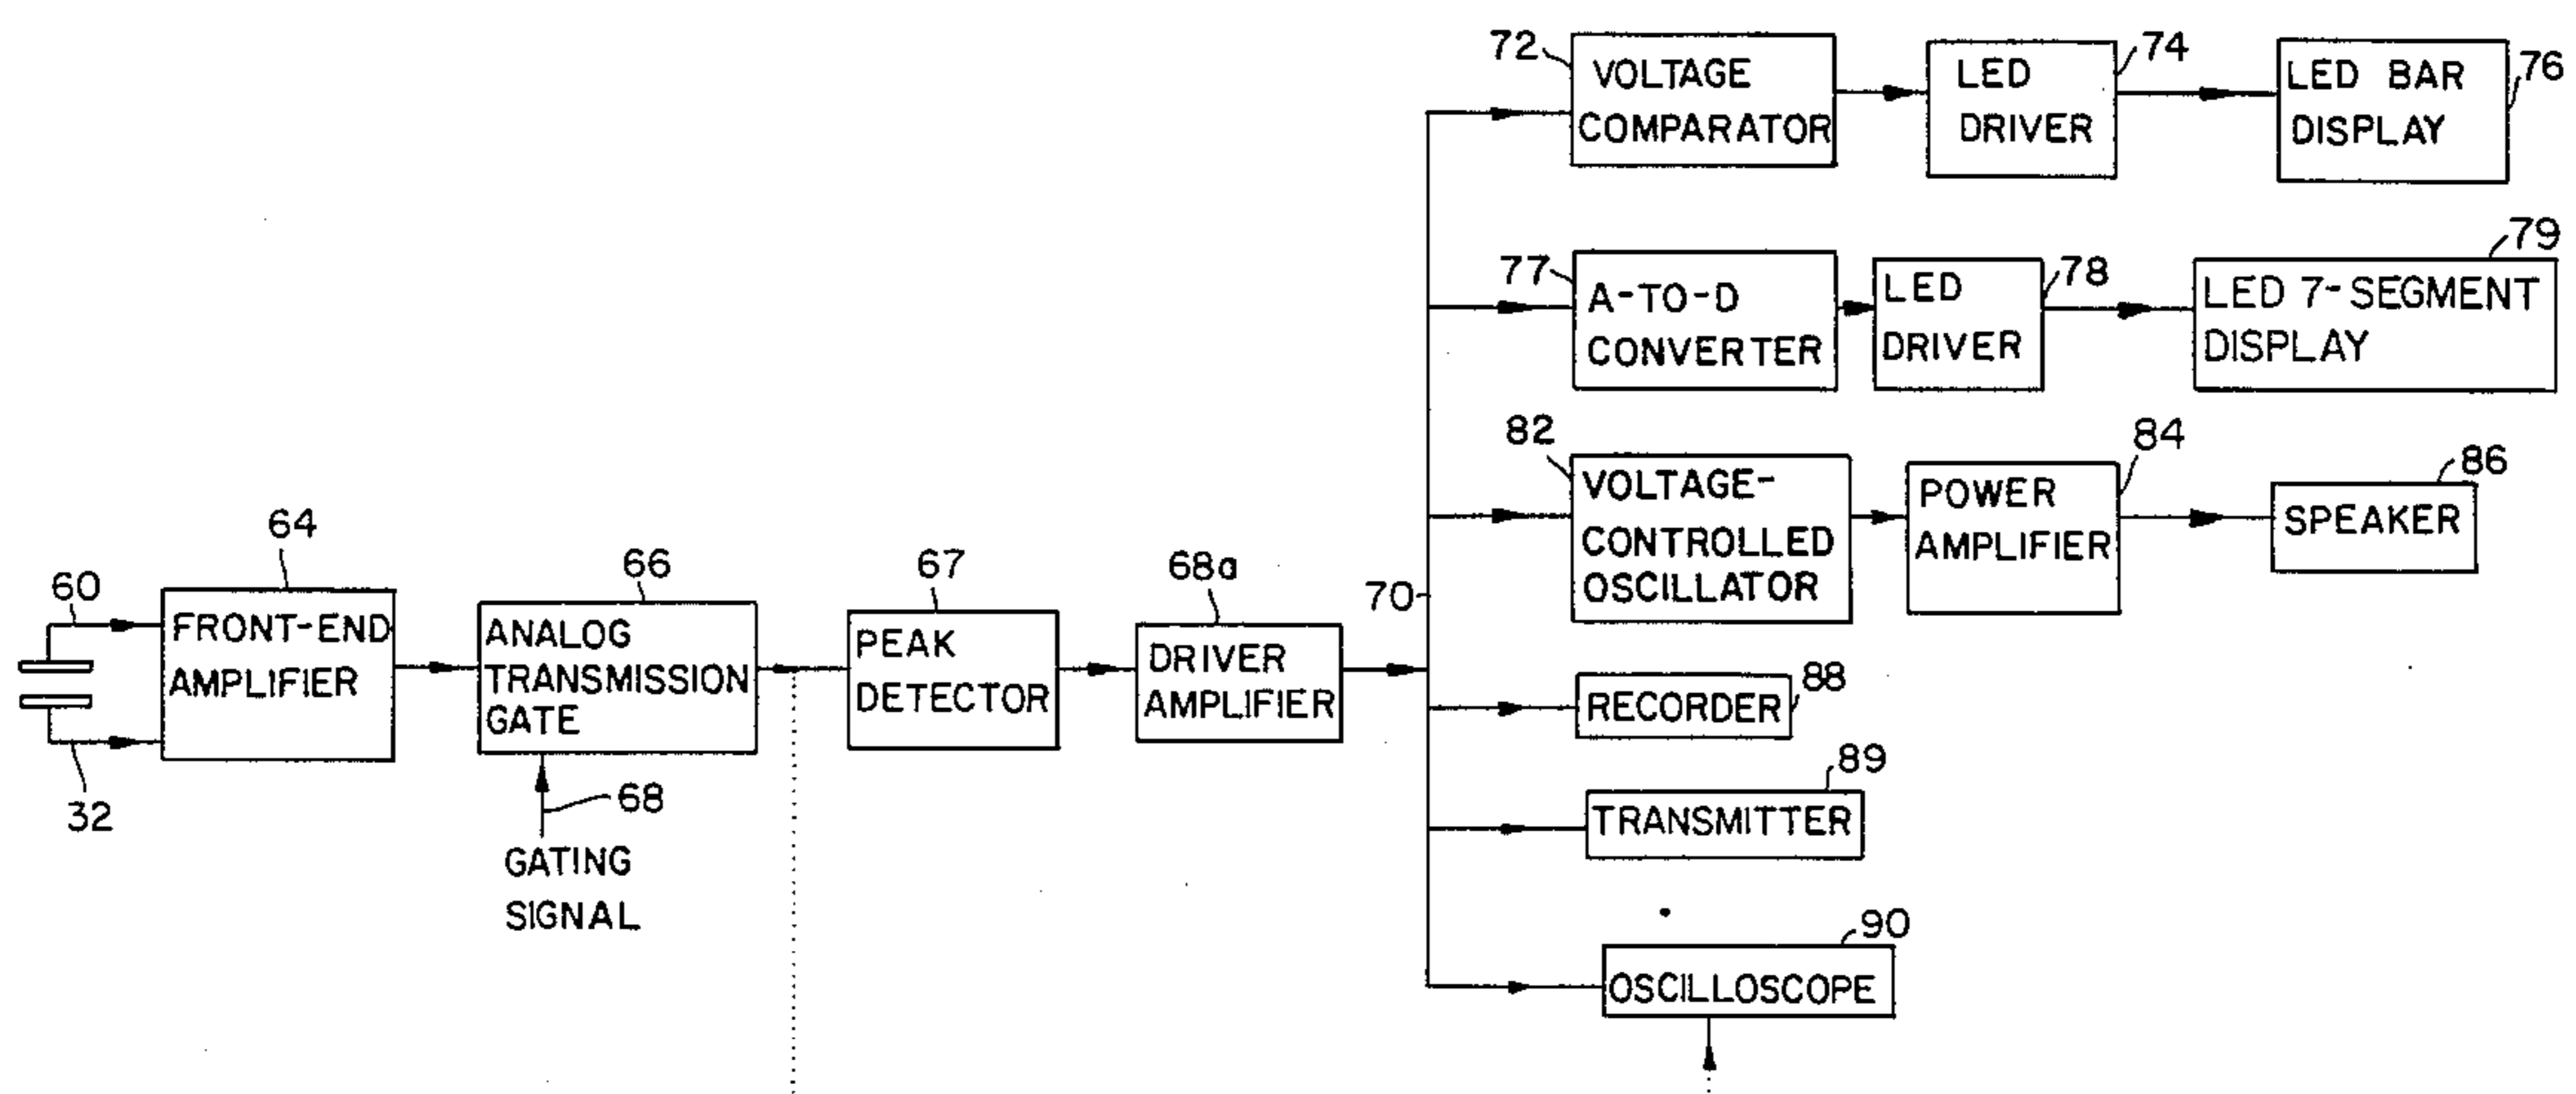 72
VOLTAGE
COMPARATOR
LED
DRIVER
74
LED BAR
DISPLAY
76
77
A-TO-D
CONVERTER
LED
DRIVER
78
79
LED 7-SEGMENT
DISPLAY
82
VOLTAGE-
CONTROLLED
OSCILLATOR
84
POWER
AMPLIFIER
86
SPEAKER
60
32
64
FRONT-END
AMPLIFIER
66
ANALOG
TRANSMISSION
GATE
68
GATING
SIGNAL
67
PEAK
DETECTOR
68a
DRIVER
AMPLIFIER
70
RECORDER
88
89
TRANSMITTER
90
OSCILLOSCOPE